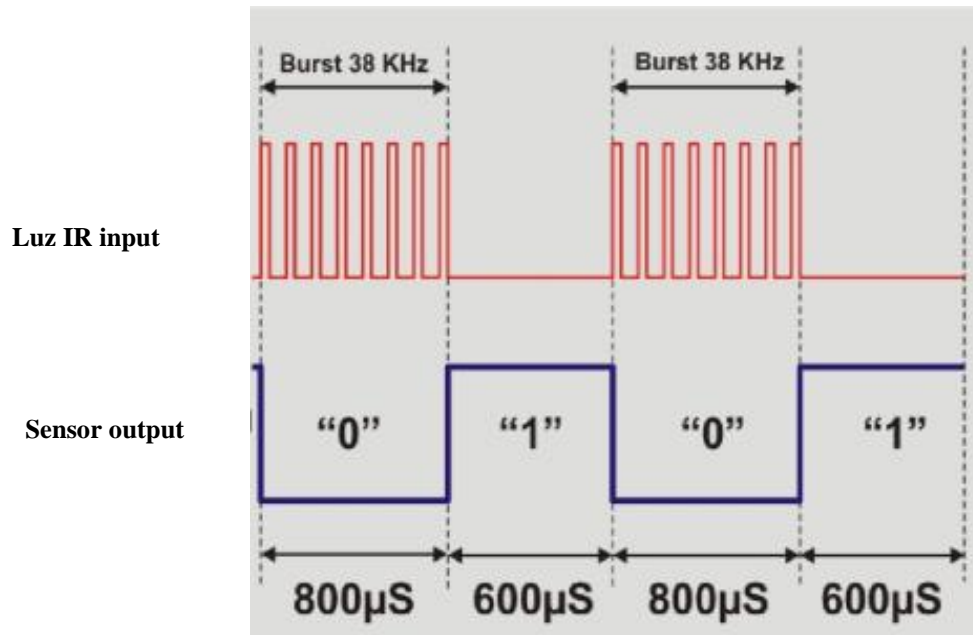 Burst 38 KHz
Burst 38 KHz
Luz IR input
Sensor output
“0”
“1”
“0”
“1”
800µS
600µS
800µS
600µS